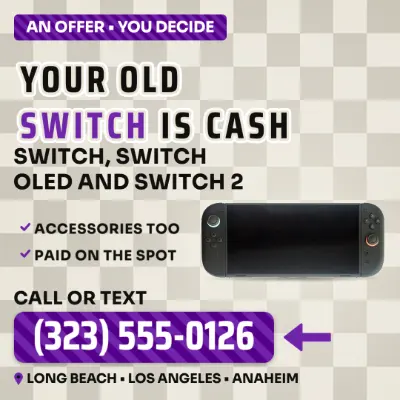 AN OFFER • YOU DECIDE
YOUR OLD
SWITCH IS CASH
SWITCH, SWITCH
OLED AND SWITCH 2
ACCESSORIES TOO
PAID ON THE SPOT
CALL OR TEXT
(323) 555-0126
LONG BEACH • LOS ANGELES • ANAHEIM